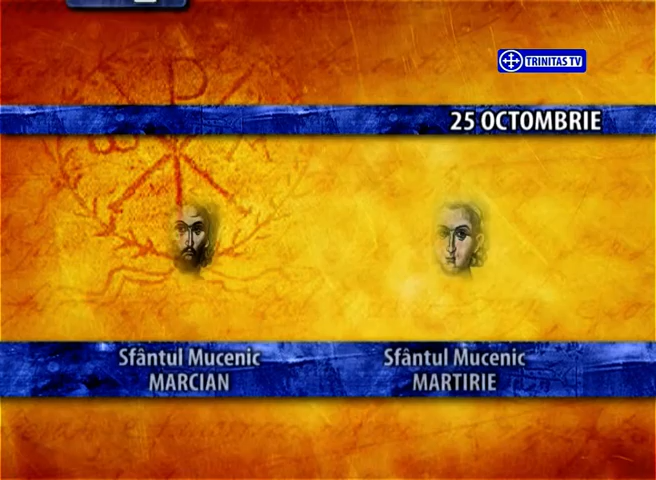 TRINITAS TV
25 OCTOMBRIE
Sfântul Mucenic
MARCIAN
Sfântul Mucenic
MARTIRIE